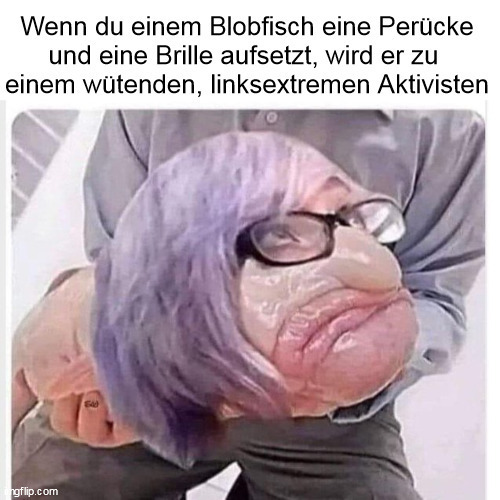 Wenn du einem Blobfisch eine Perücke
und eine Brille aufsetzt, wird er zu
einem wütenden, linksextremen Aktivisten
imgflip.com